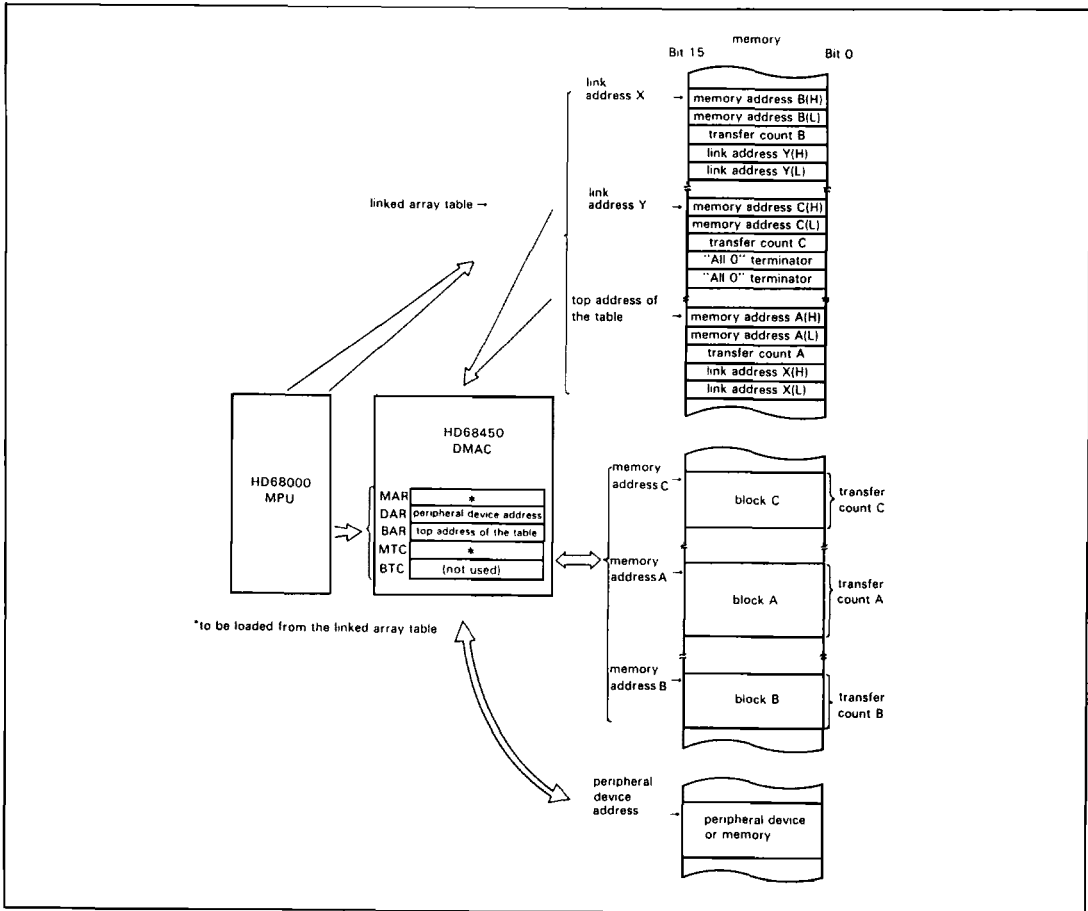 memory
Bit 15
Bit 0
link
address X
memory address B(H)
memory address B(L)
transfer count B
link address Y(H)
link address Y(L)
linked array table
link
address Y
memory address C(H)
memory address C(L)
transfer count C
"All 0" terminator
"All 0" terminator
top address of
the table
memory address A(H)
memory address A(L)
transfer count A
link address X(H)
link address X(L)
HD68000
MPU
HD68450
DMAC
MAR *
DAR peripheral device address
BAR top address of the table
MTC *
BTC (not used)
*to be loaded from the linked array table
memory
address C
block C
transfer
count C
memory
address A
block A
transfer
count A
memory
address B
block B
transfer
count B
peripheral
device
address
peripheral device
or memory